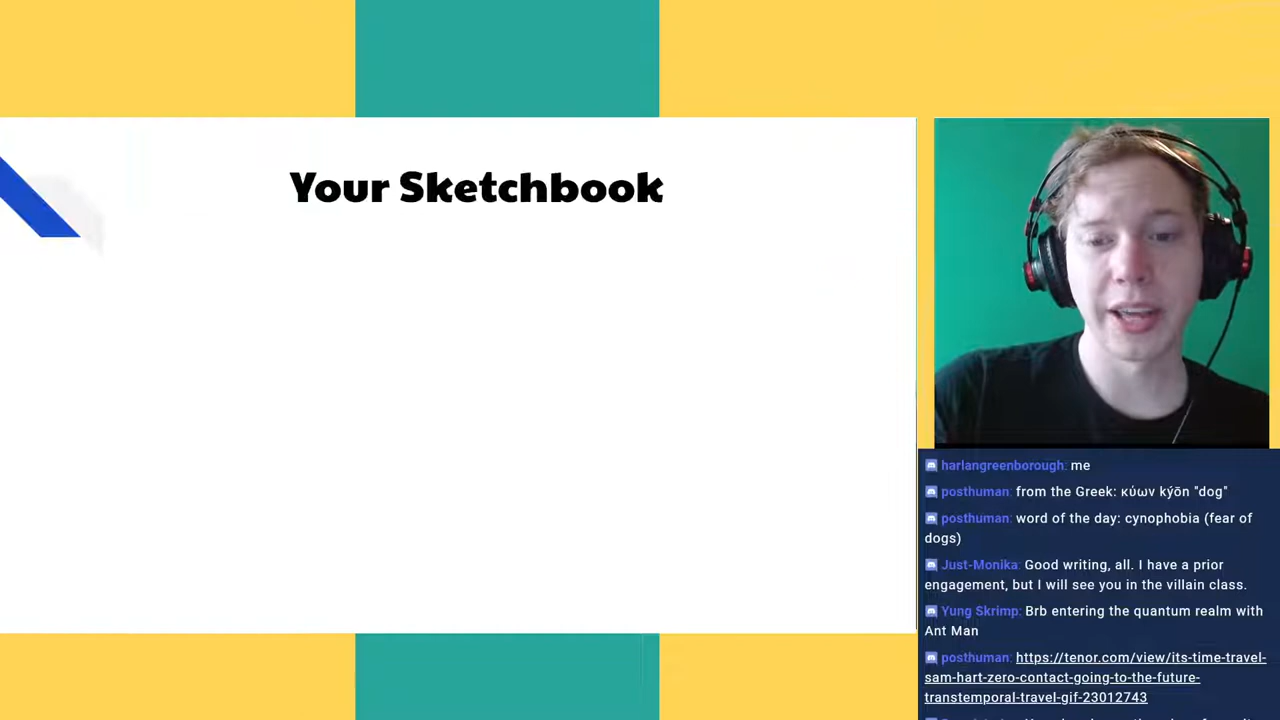 Your Sketchbook
harlangreenborough: me
posthuman: from the Greek: κύων kýōn "dog"
posthuman: word of the day: cynophobia (fear of
dogs)
Just-Monika: Good writing, all. I have a prior
engagement, but I will see you in the villain class.
Yung Skrimp: Brb entering the quantum realm with
Ant Man
posthuman: https://tenor.com/view/its-time-travel-
sam-hart-zero-contact-going-to-the-future-
transtemporal-travel-gif-23012743